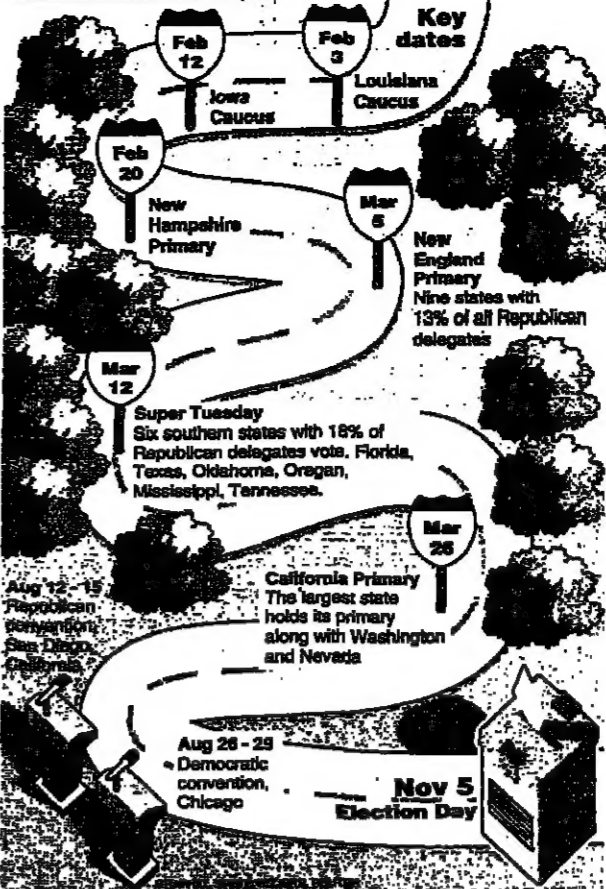 Key
dates
Feb
3
Louisiana
Caucus
Feb
12
Iowa
Caucus
Feb
20
New
Hampshire
Primary
Mar
5
New
England
Primary
Nine states with
13% of all Republican
delegates
Mar
12
Super Tuesday
Six southern states with 18% of
Republican delegates vote. Florida,
Texas, Oklahoma, Oregan,
Mississippi, Tennessee.
Mar
26
California Primary
The largest state
holds its primary
along with Washington
and Nevada
Aug 12 - 15
Republican
convention,
San Diego,
California
Aug 26 - 29
Democratic
convention,
Chicago
Nov 5
Election Day